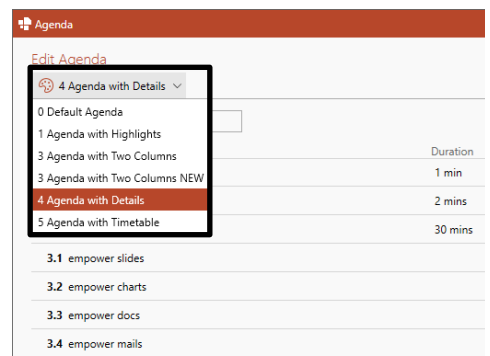 Agenda
Edit Agenda
4 Agenda with Details
0 Default Agenda
1 Agenda with Highlights
3 Agenda with Two Columns
Duration
1 min
3 Agenda with Two Columns NEW
4 Agenda with Details
2 mins
5 Agenda with Timetable
30 mins
3.1 empower slides
3.2 empower charts
3.3 empower docs
3.4 empower mails